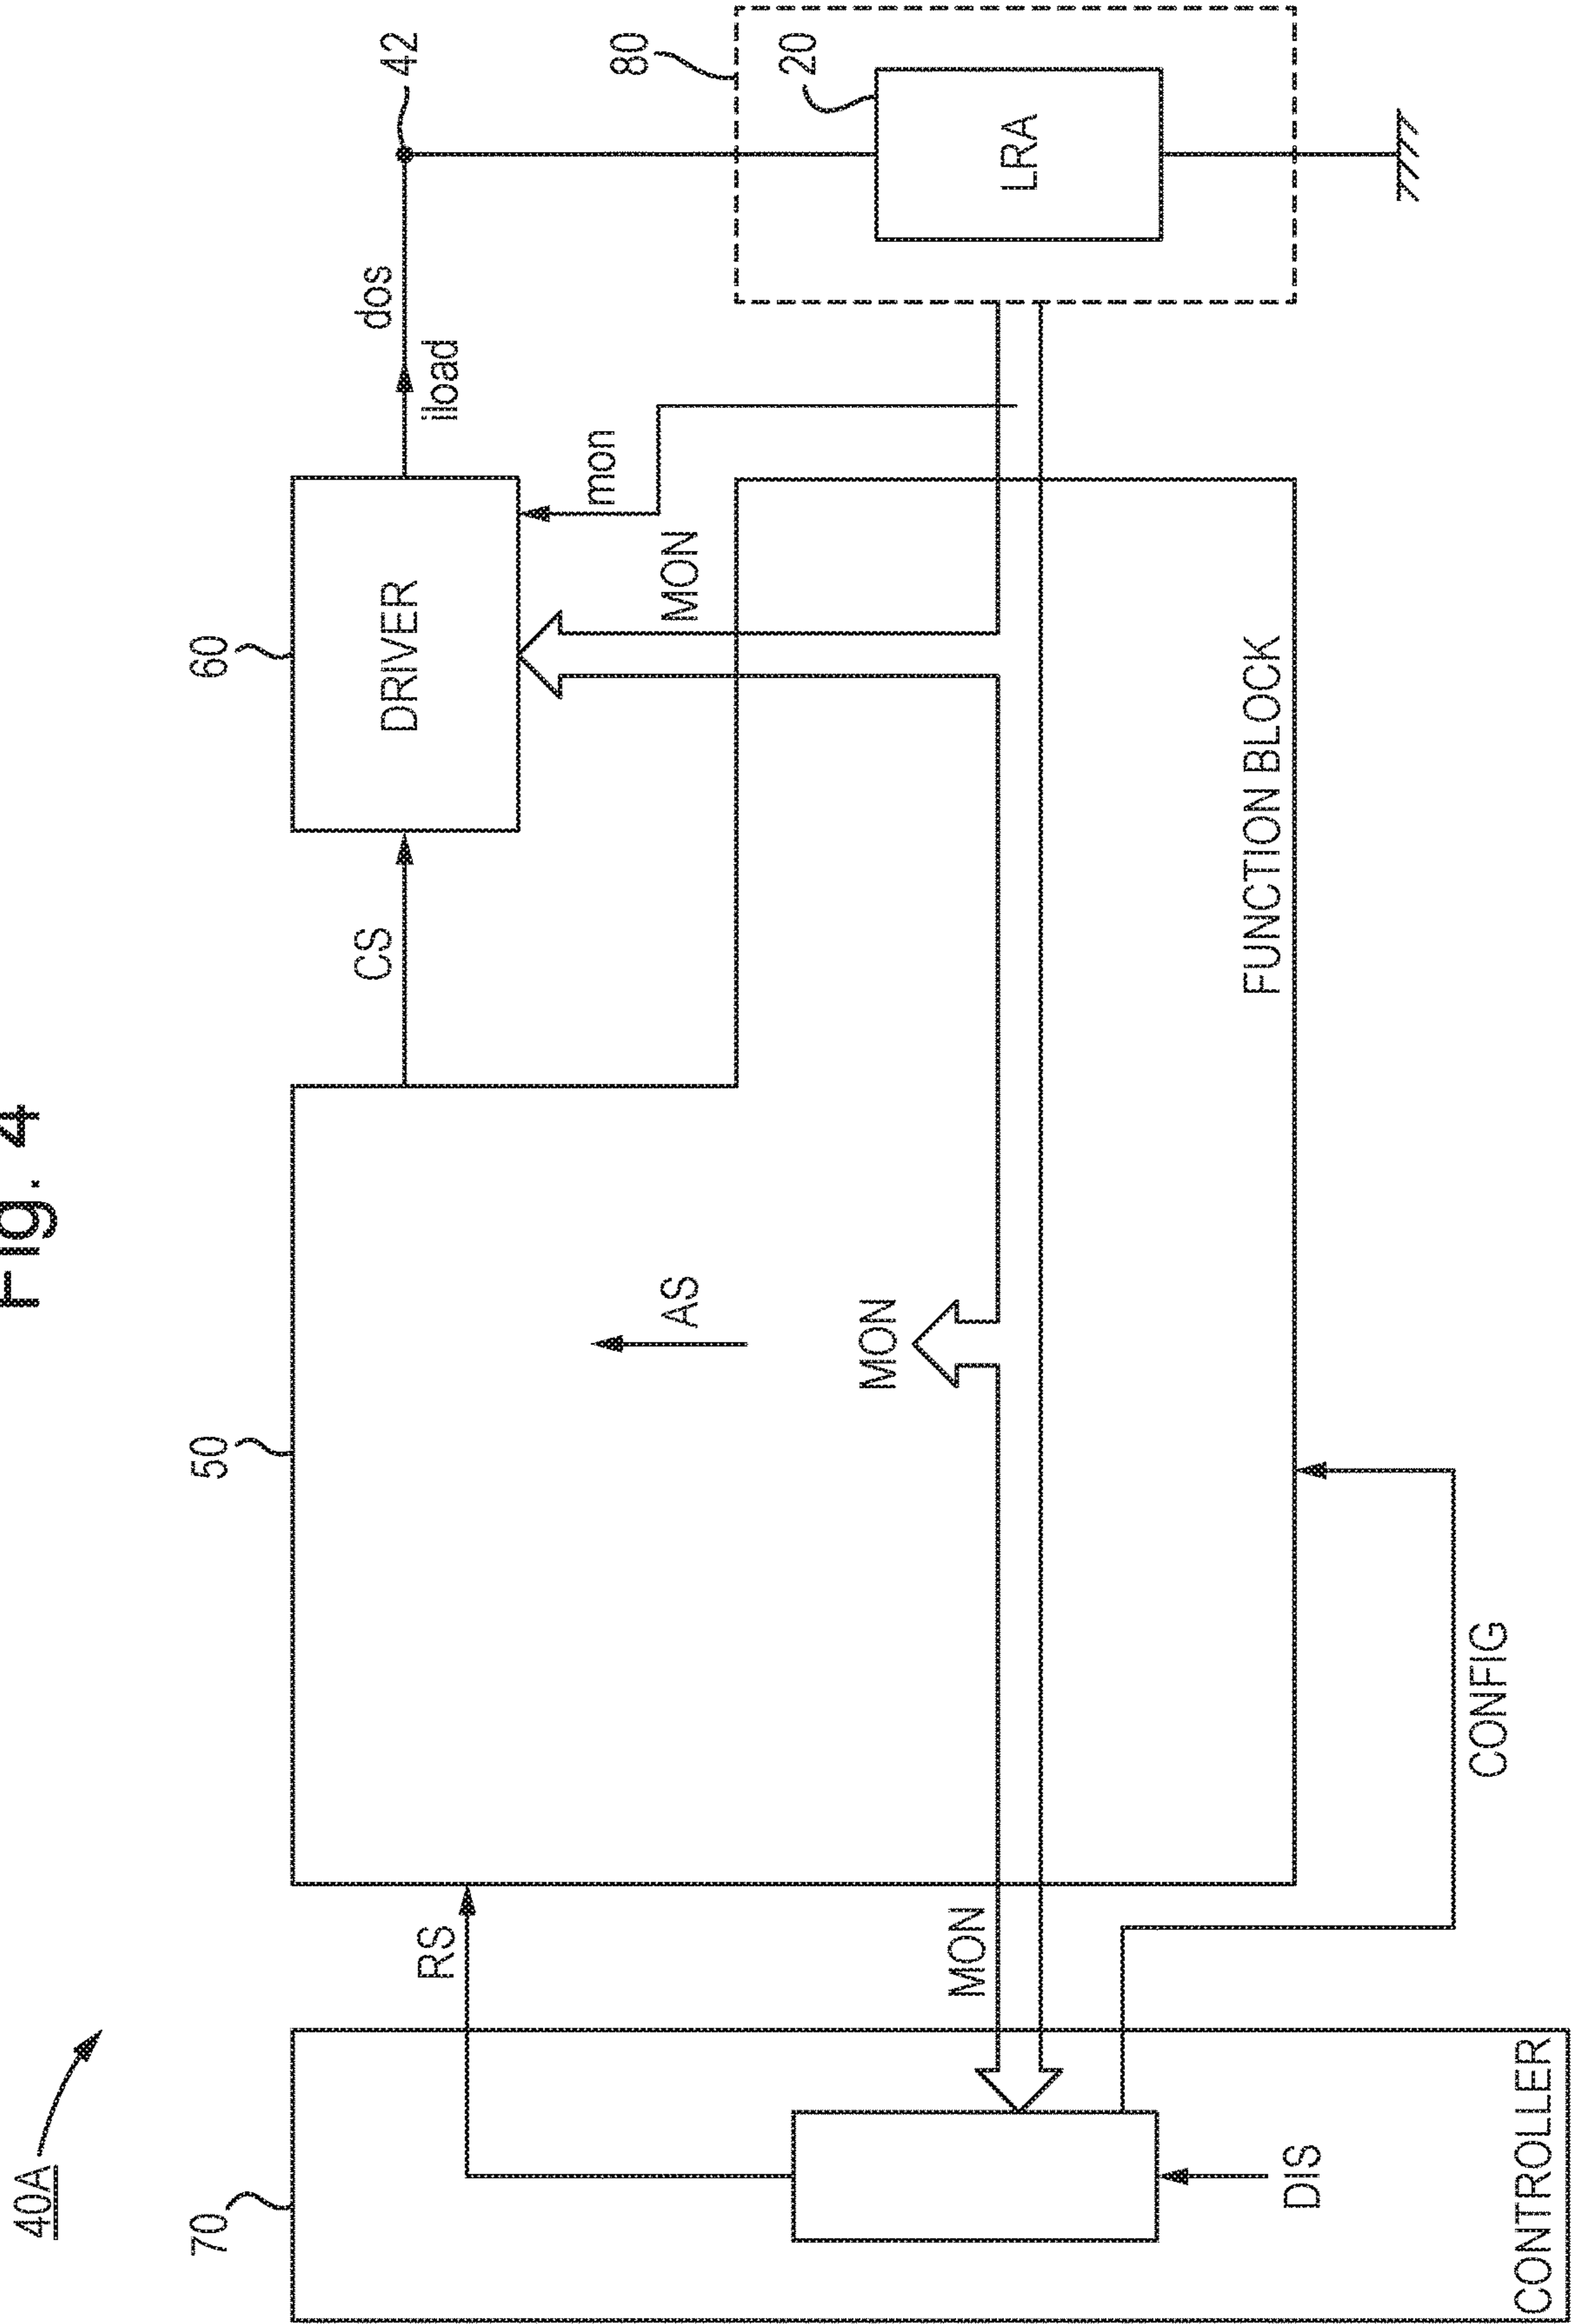 Fig. 4
40A
70
50
60
42
RS
CS
dos
iload
DRIVER
mon
MON
80
20
LRA
AS
MON
MON
DIS
CONTROLLER
CONFIG
FUNCTION BLOCK